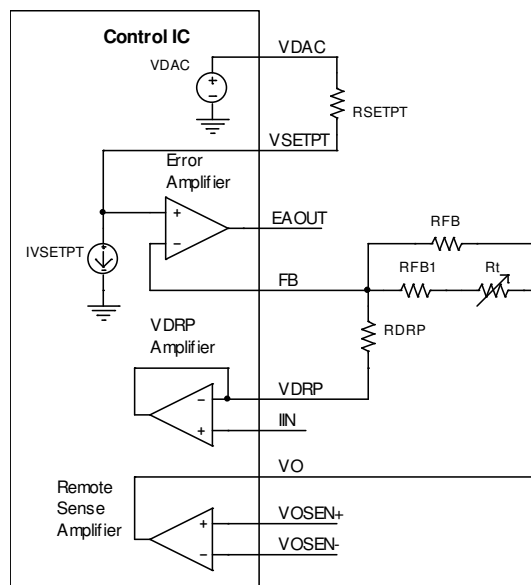 Control IC
VDAC
VDAC
RSETPT
VSETPT
Error
Amplifier
EAOUT
IVSETPT
RFB
RFB1
Rt
FB
VDRP
Amplifier
RDRP
VDRP
IIN
VO
Remote
Sense
Amplifier
VOSEN+
VOSEN-